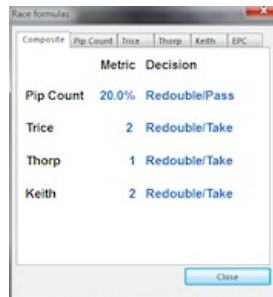 Race formulas
Composite Pip Count Trice Thorp Keith EPC
Metric Decision
Pip Count 20.0% Redouble/Pass
Trice 2 Redouble/Take
Thorp 1 Redouble/Take
Keith 2 Redouble/Take
Close